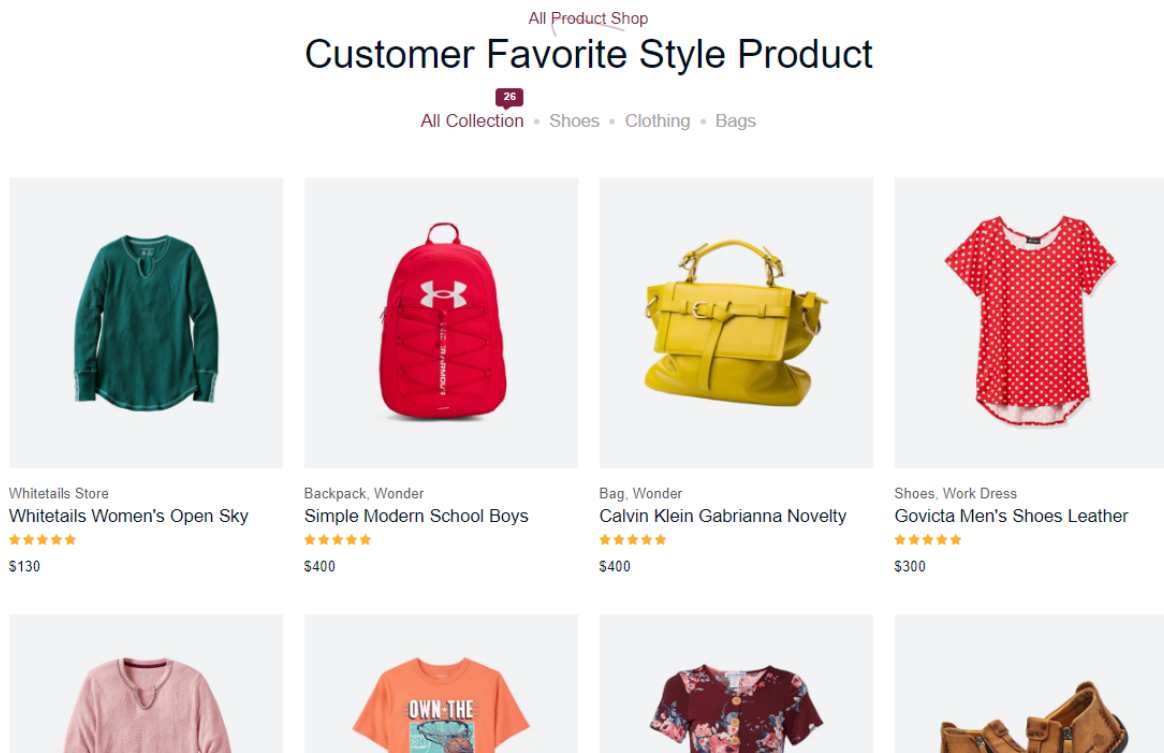 All Product Shop
Customer Favorite Style Product
26
All Collection • Shoes • Clothing • Bags
UNDER ARMOUR
Whitetails Store
Whitetails Women's Open Sky
$130
Backpack, Wonder
Simple Modern School Boys
$400
Bag, Wonder
Calvin Klein Gabrianna Novelty
$400
Shoes, Work Dress
Govicta Men's Shoes Leather
$300
OWN THE